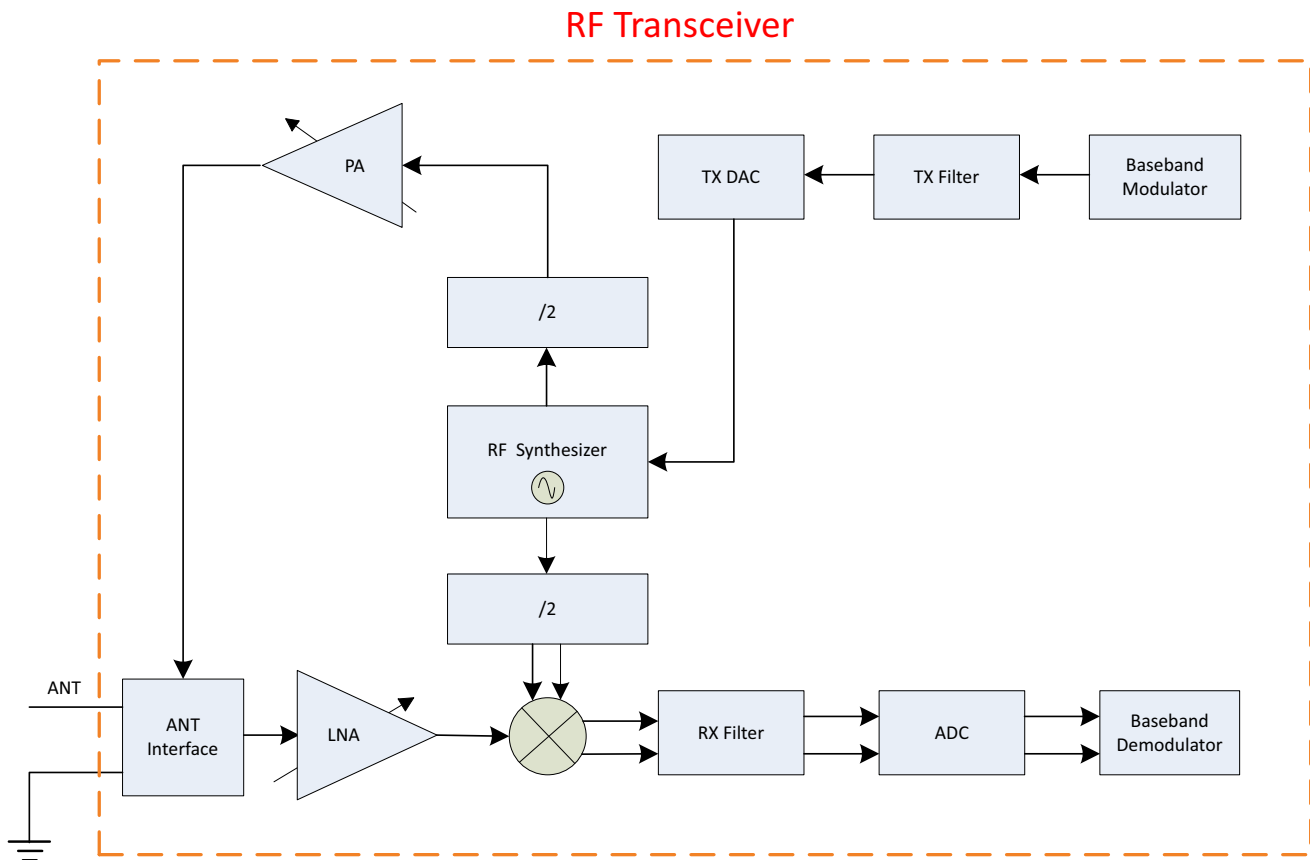 RF Transceiver
PA
TX DAC
TX Filter
Baseband
Modulator
/2
RF Synthesizer
/2
ANT
ANT
Interface
LNA
RX Filter
ADC
Baseband
Demodulator